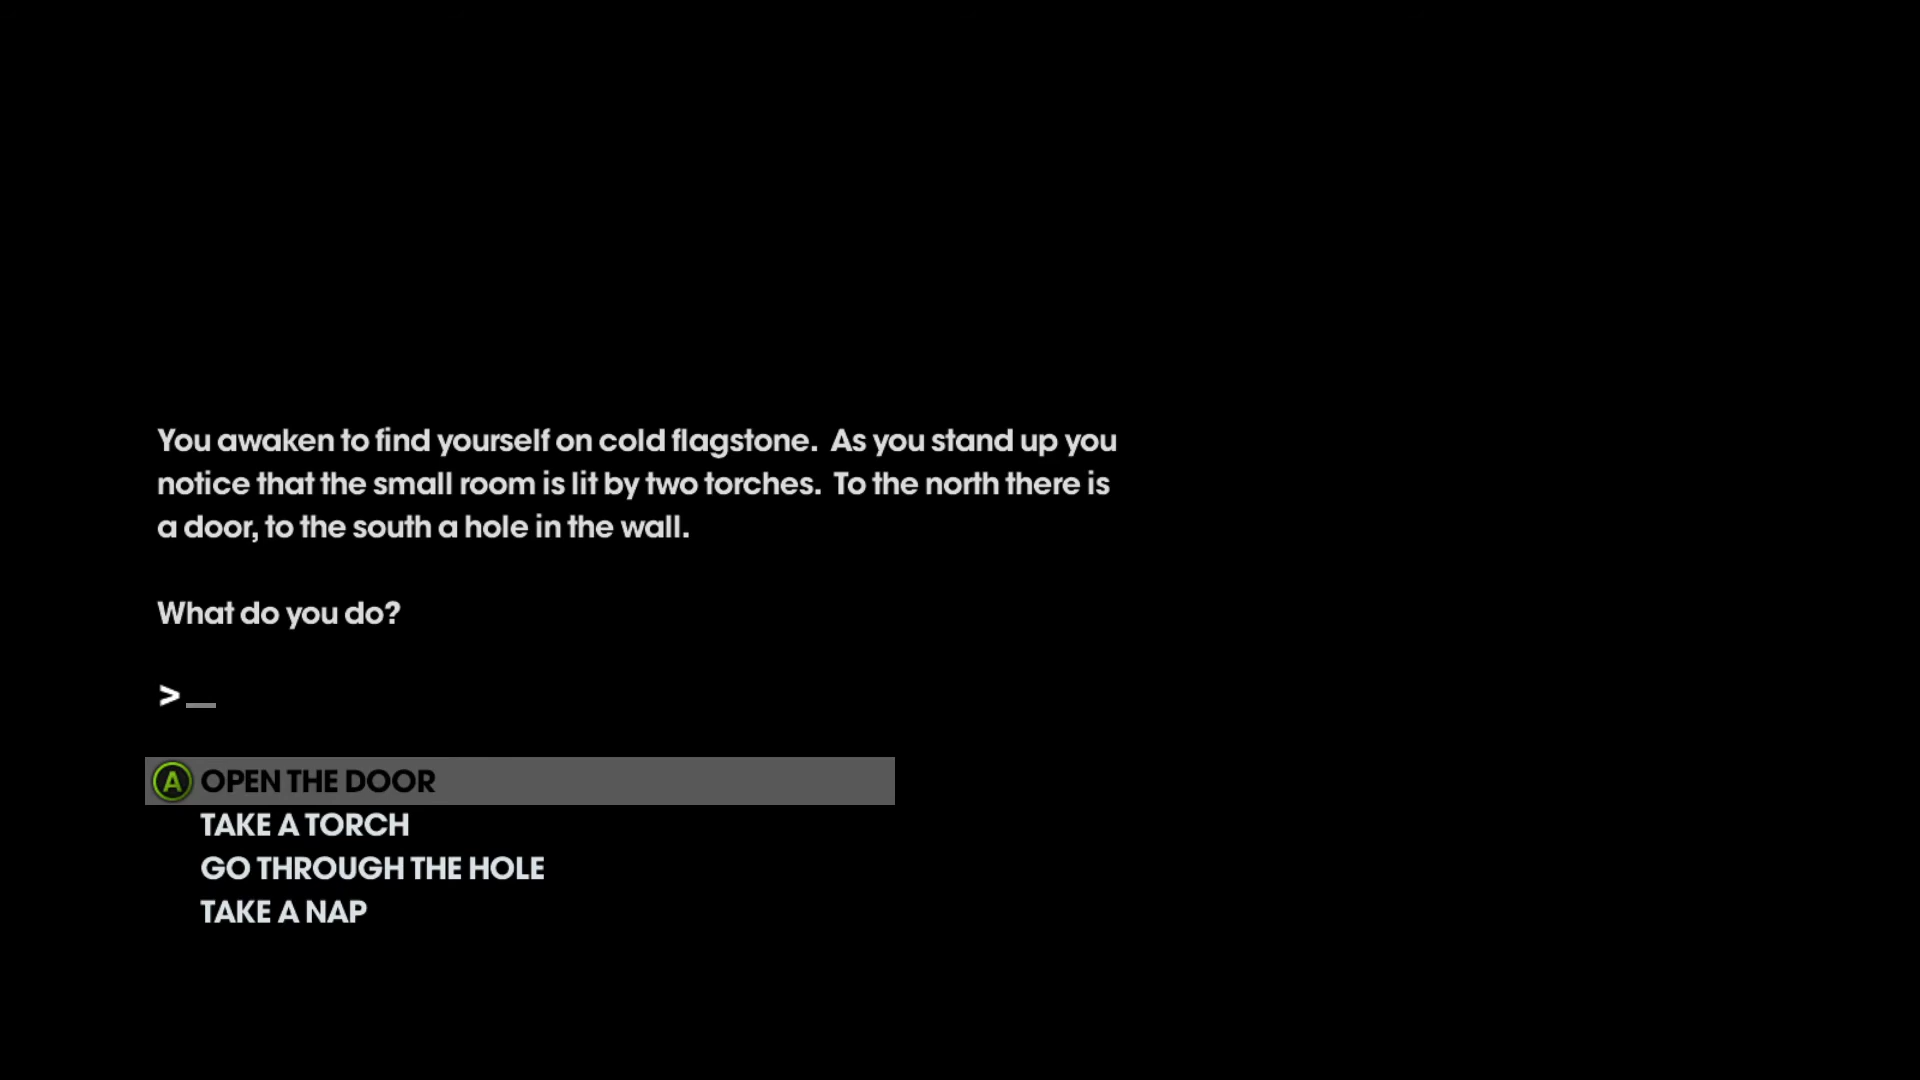 You awaken to find yourself on cold flagstone.  As you stand up you
notice that the small room is lit by two torches.  To the north there is
a door, to the south a hole in the wall.
What do you do?
>_
A OPEN THE DOOR
TAKE A TORCH
GO THROUGH THE HOLE
TAKE A NAP